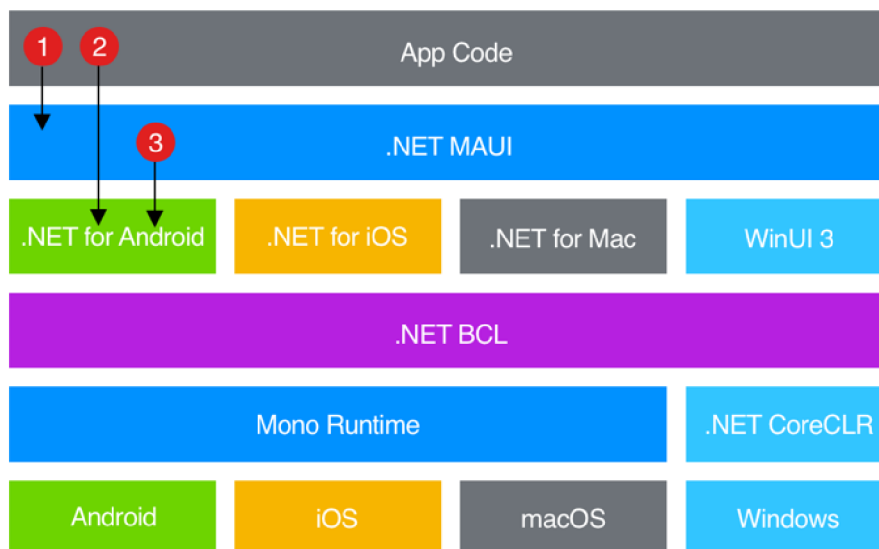 1 2
App Code
3
.NET MAUI
.NET for Android .NET for iOS .NET for Mac WinUI 3
.NET BCL
Mono Runtime .NET CoreCLR
Android iOS macOS Windows